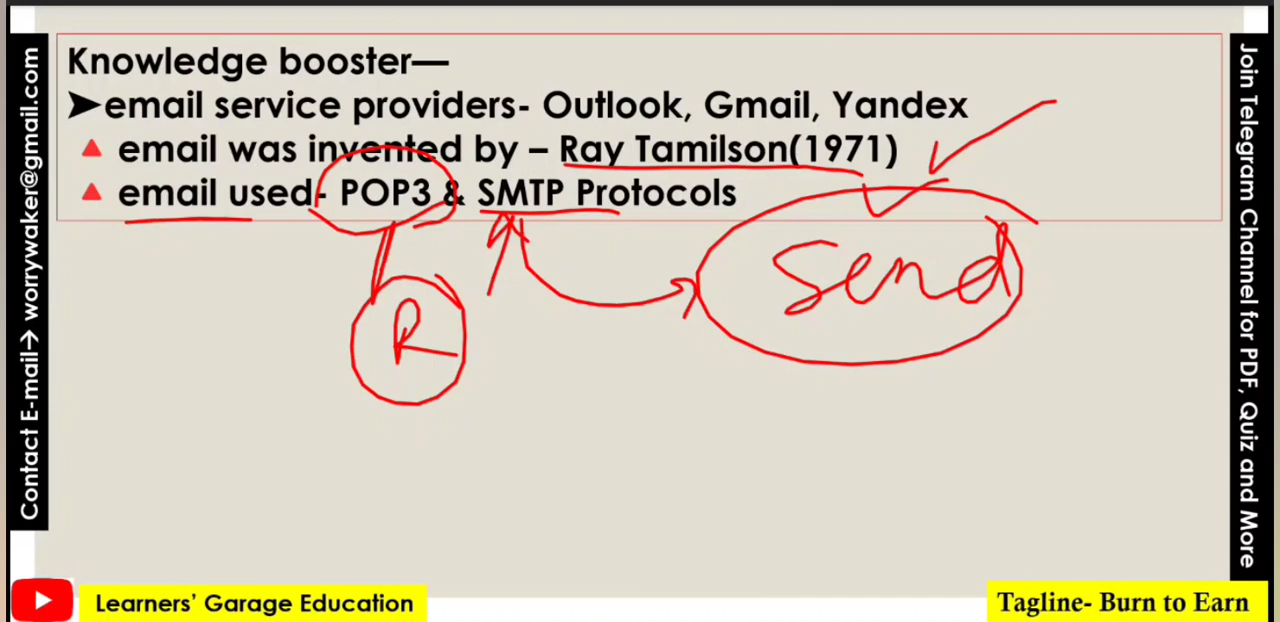 Knowledge booster—
➤email service providers- Outlook, Gmail, Yandex
🔺 email was invented by – Ray Tamilson(1971)
🔺 email used- POP3 & SMTP Protocols
Send
R
Contact E-mail→ worrywaker@gmail.com
Join Telegram Channel for PDF, Quiz and More
Learners’ Garage Education
Tagline- Burn to Earn